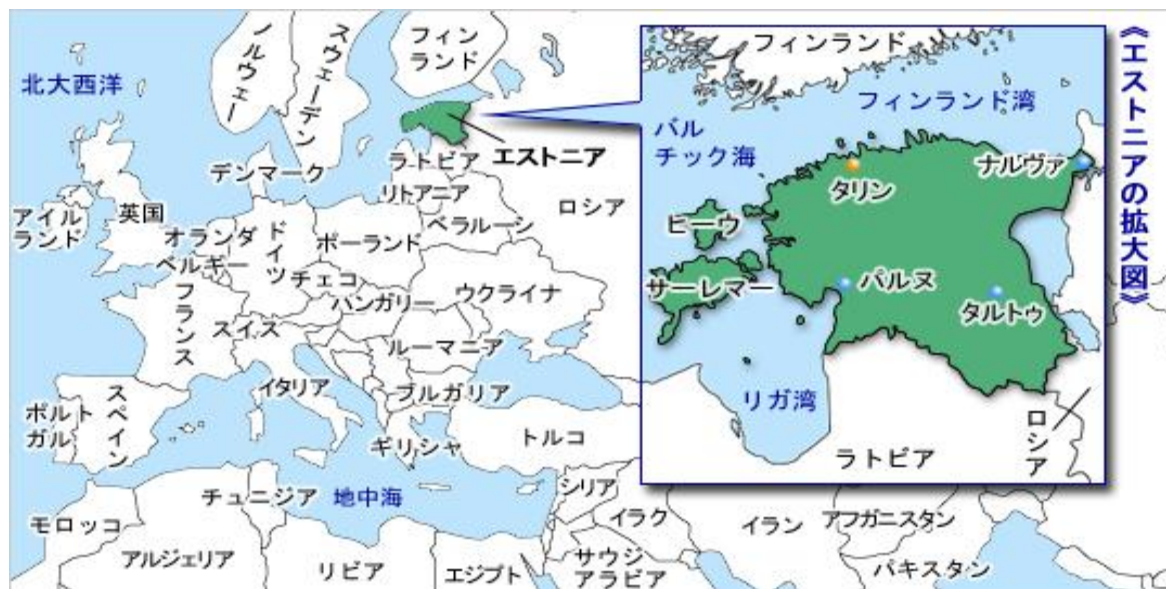 ノルウェー
スウェーデン
フィン
ランド
北大西洋
エストニア
ラトビア
デンマーク
リトアニア
ロシア
アイル
ランド
英国
ベラルーシ
オランダ
ドイツ
ポーランド
ベルギー
チェコ
ウクライナ
フランス
ハンガリー
スイス
ルーマニア
イタリア
ブルガリア
ポルト
ガル
スペイン
ギリシャ
トルコ
チュニジア
地中海
シリア
モロッコ
イラク
イラン
アフガニスタン
アルジェリア
リビア
エジプト
サウジ
アラビア
パキスタン
《エストニアの拡大図》
フィンランド
フィンランド湾
バル
チック海
タリン
ナルヴァ
ヒーウ
サーレマー
パルヌ
タルトゥ
リガ湾
ロシア
ラトビア